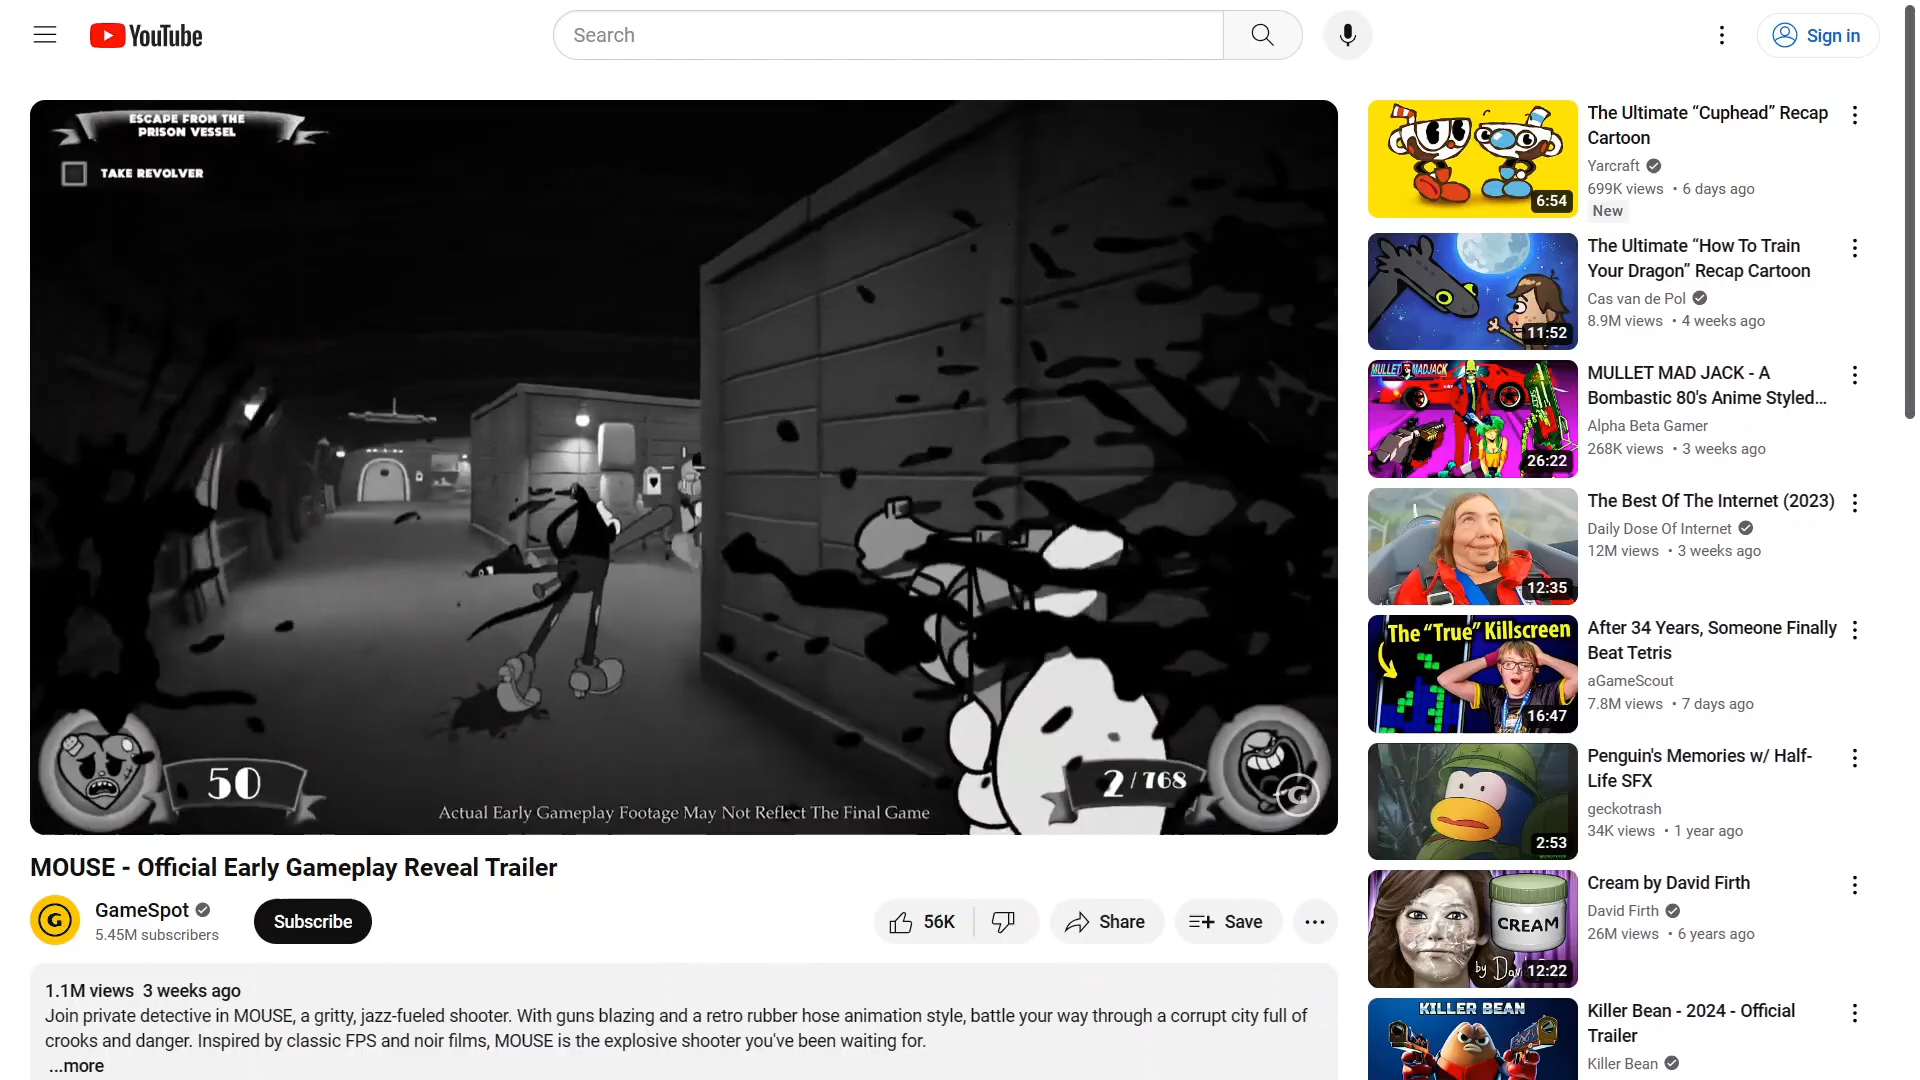 YouTube
Search
Sign in
ESCAPE FROM THE
PRISON VESSEL
TAKE REVOLVER
50
2/768
G
Actual Early Gameplay Footage May Not Reflect The Final Game
MOUSE - Official Early Gameplay Reveal Trailer
G
GameSpot
5.45M subscribers
Subscribe
56K
Share
Save
1.1M views 3 weeks ago
Join private detective in MOUSE, a gritty, jazz-fueled shooter. With guns blazing and a retro rubber hose animation style, battle your way through a corrupt city full of
crooks and danger. Inspired by classic FPS and noir films, MOUSE is the explosive shooter you've been waiting for.
...more
6:54
The Ultimate “Cuphead” Recap
Cartoon
Yarcraft
699K views • 6 days ago
New
11:52
The Ultimate “How To Train
Your Dragon” Recap Cartoon
Cas van de Pol
8.9M views • 4 weeks ago
MULLET MADJACK
26:22
MULLET MAD JACK - A
Bombastic 80's Anime Styled...
Alpha Beta Gamer
268K views • 3 weeks ago
12:35
The Best Of The Internet (2023)
Daily Dose Of Internet
12M views • 3 weeks ago
The “True” Killscreen
16:47
After 34 Years, Someone Finally
Beat Tetris
aGameScout
7.8M views • 7 days ago
2:53
Penguin's Memories w/ Half-
Life SFX
geckotrash
34K views • 1 year ago
CREAM
by Dav
12:22
Cream by David Firth
David Firth
26M views • 6 years ago
KILLER BEAN
Killer Bean - 2024 - Official
Trailer
Killer Bean